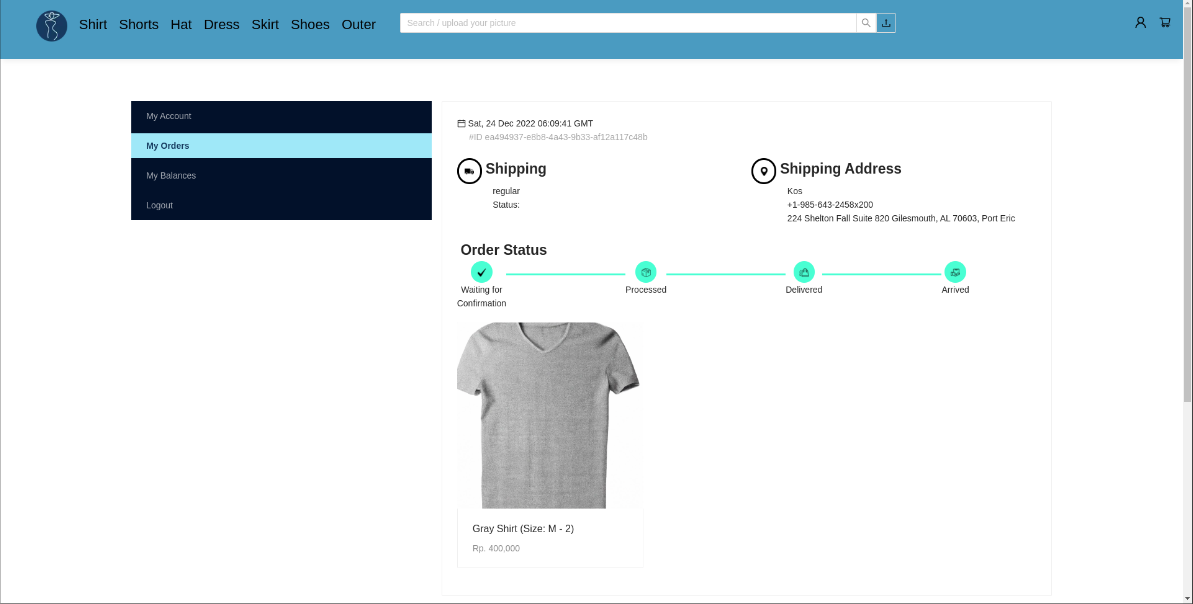 Shirt Shorts Hat Dress Skirt Shoes Outer
Search / upload your picture
My Account
My Orders
My Balances
Logout
Sat, 24 Dec 2022 06:09:41 GMT
#ID ea494937-e8b8-4a43-9b33-af12a117c48b
Shipping
regular
Status:
Shipping Address
Kos
+1-985-643-2458x200
224 Shelton Fall Suite 820 Gilesmouth, AL 70603, Port Eric
Order Status
Waiting for
Confirmation
Processed
Delivered
Arrived
Gray Shirt (Size: M - 2)
Rp. 400,000